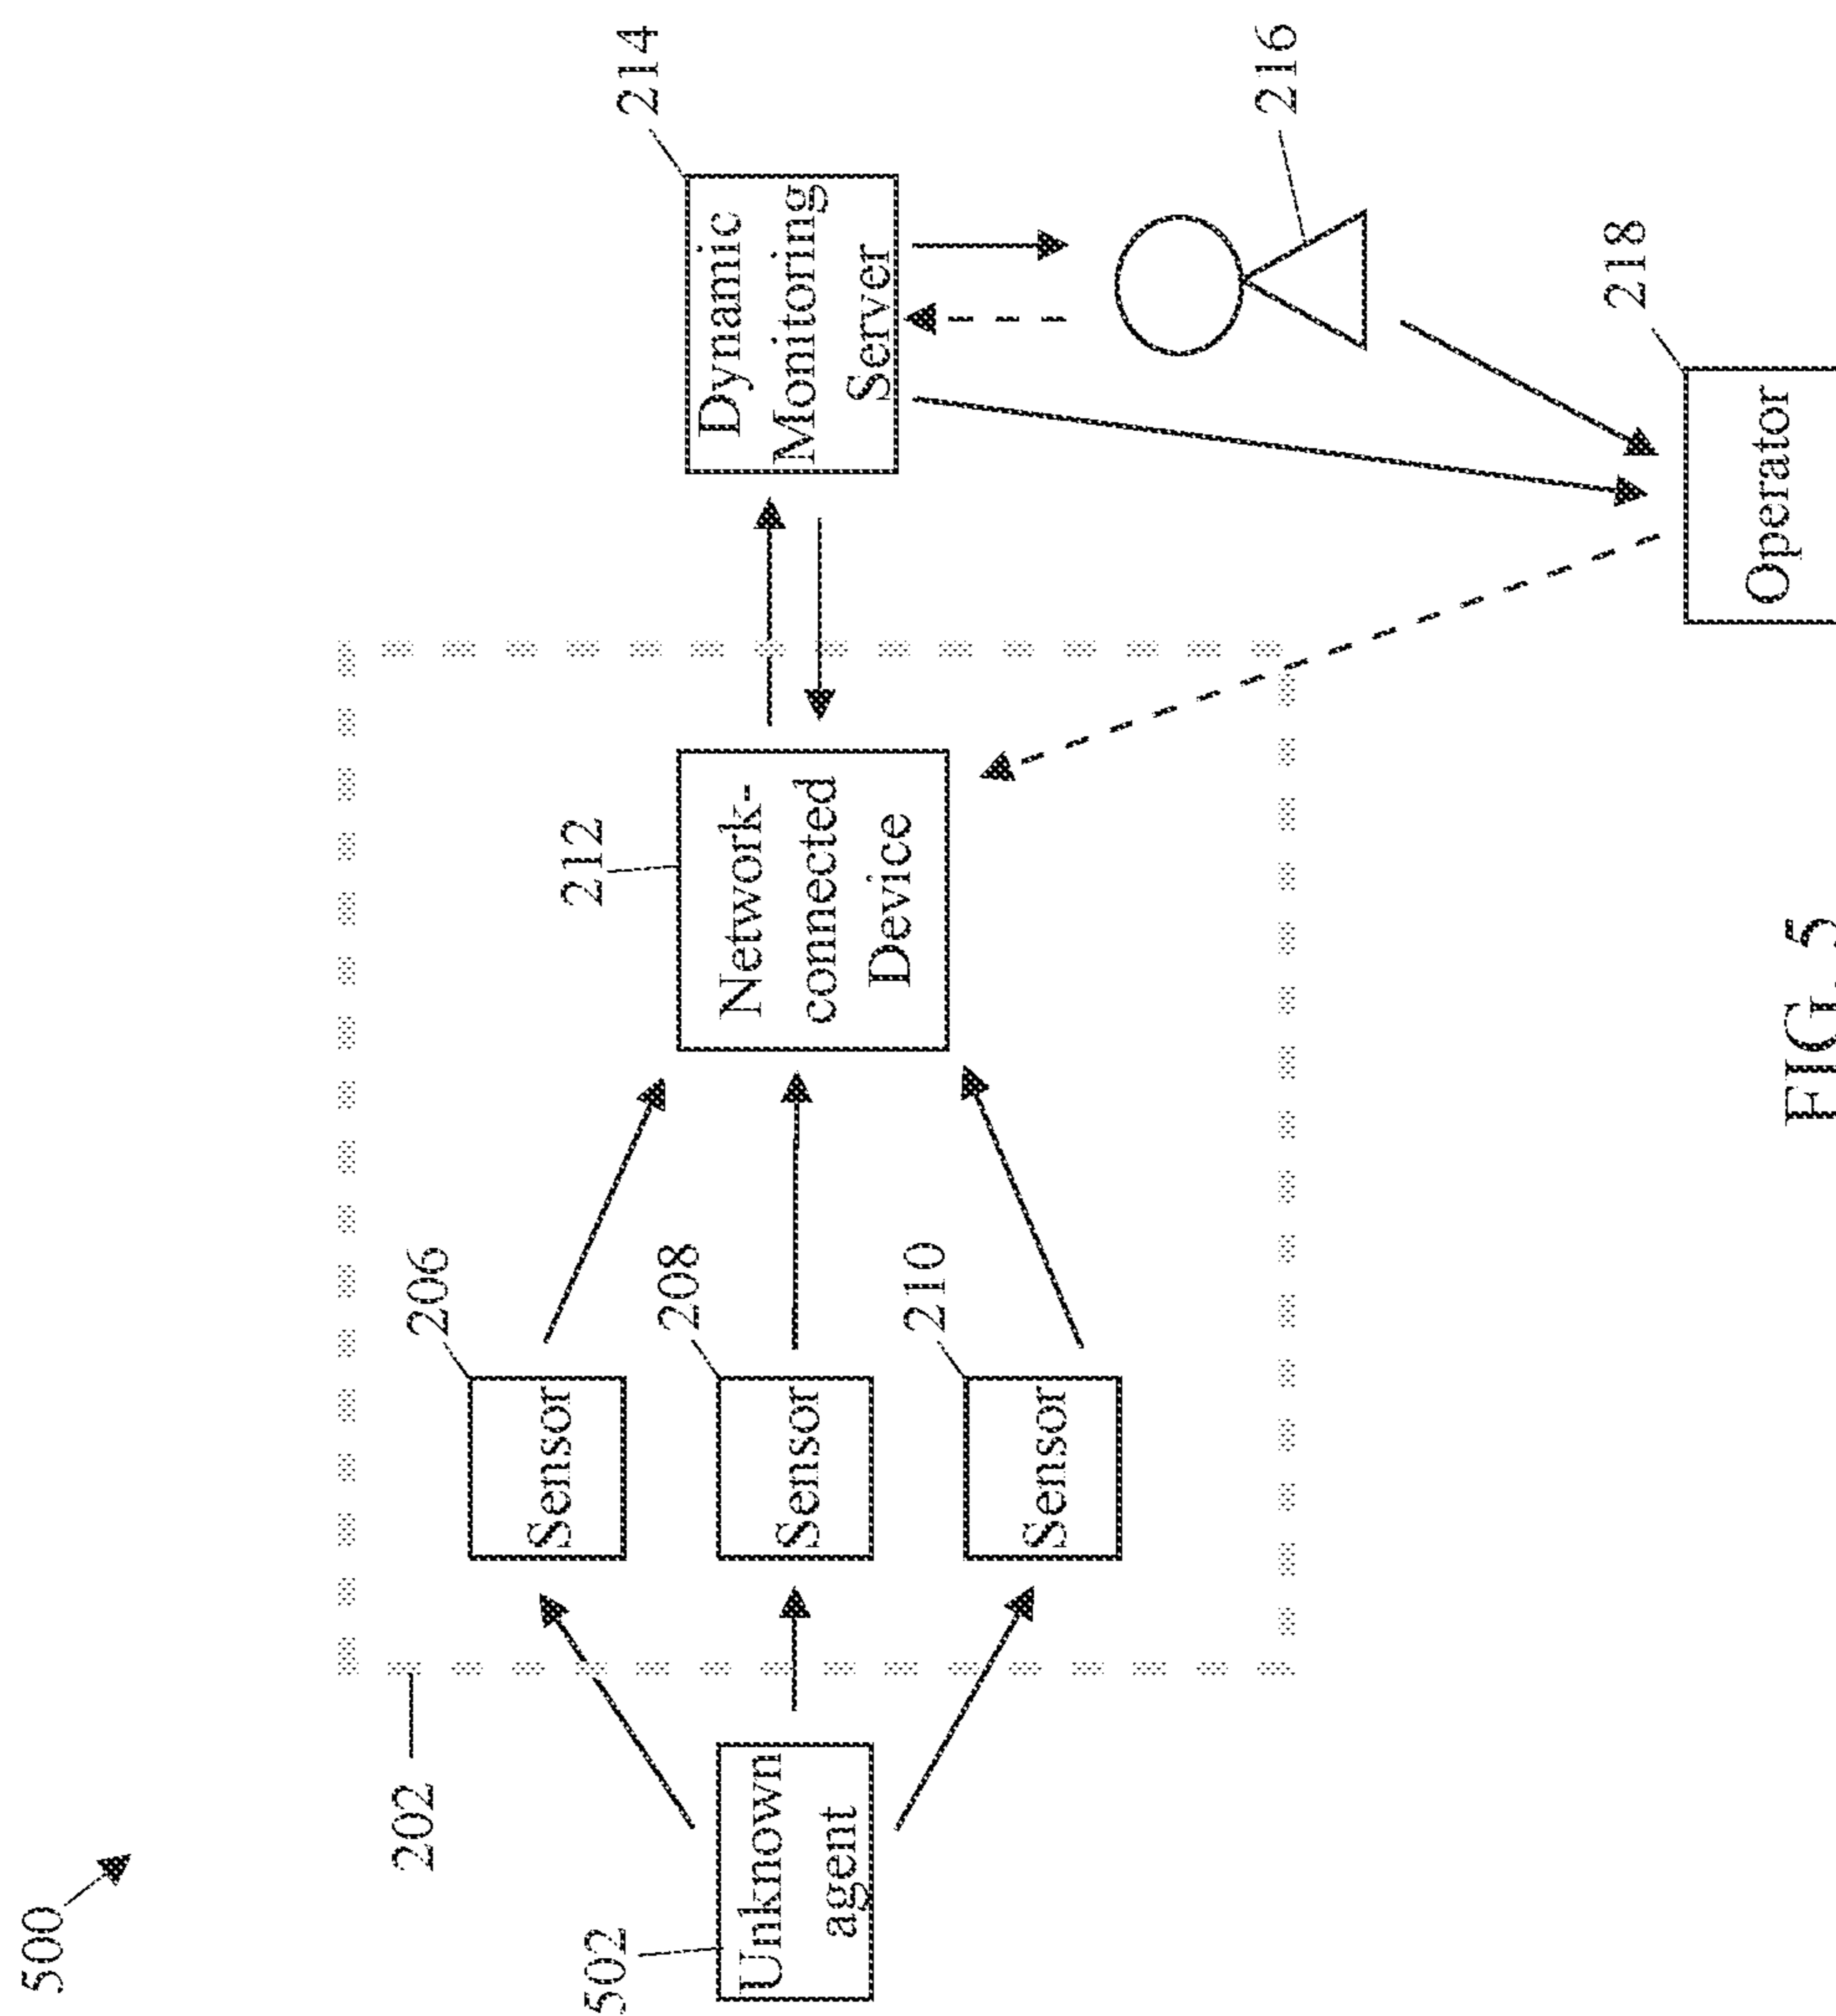 500
202
502
Unknown
agent
206
Sensor
208
Sensor
210
Sensor
212
Network-
connected
Device
214
Dynamic
Monitoring
Server
216
218
Operator
FIG. 5